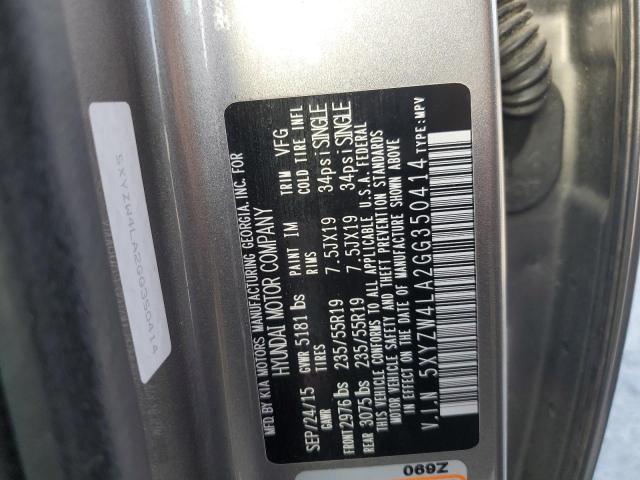 MFD BY KIA MOTORS MANUFACTURING GEORGIA, INC. FOR
HYUNDAI MOTOR COMPANY
SEP/24/15 GVWR 5181 lbs PAINT IM TRIM VFG
GAWR TIRES RIMS COLD TIRE INFL
FRONT 2976 lbs 235/55R19 7.5JX19 34psi SINGLE
REAR 3075 lbs 235/55R19 7.5JX19 34psi SINGLE
THIS VEHICLE CONFORMS TO ALL APPLICABLE U.S.A. FEDERAL
MOTOR VEHICLE SAFETY AND THEFT PREVENTION STANDARDS
IN EFFECT ON THE DATE OF MANUFACTURE SHOWN ABOVE
V.I.N 5XYZW4LA2GG350414 TYPE: MPV
5XYZW4LA2GG350414
Z690